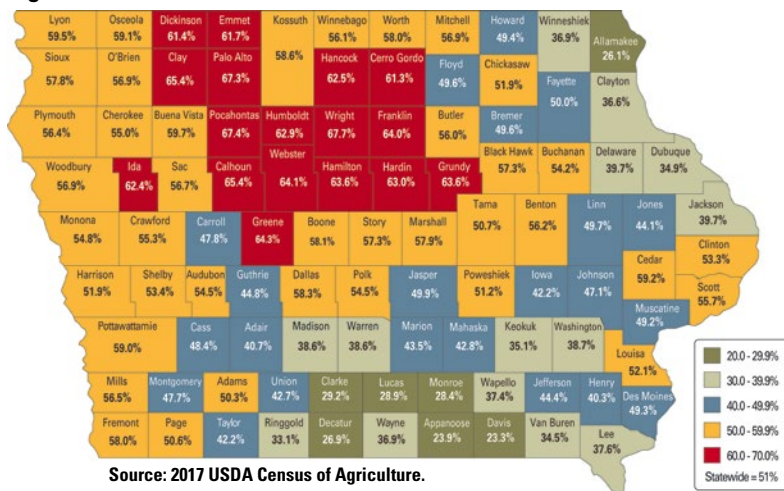 Lyon Osceola Dickinson Emmet Kossuth Winnebago Worth Mitchell Howard Winneshiek Allamakee
59.5% 59.1% 61.4% 61.7% 58.6% 56.1% 58.0% 56.9% 49.4% 36.9% 26.1%
Sioux O'Brien Clay Palo Alto Hancock Cerro Gordo Floyd Chickasaw Fayette Clayton
57.8% 56.9% 65.4% 67.3% 62.5% 61.3% 49.6% 51.9% 50.0% 36.6%
Plymouth Cherokee Buena Vista Pocahontas Humboldt Wright Franklin Butler Bremer
56.4% 55.0% 59.7% 67.4% 62.9% 67.7% 64.0% 56.0% 49.6%
Woodbury Ida Sac Calhoun Webster Hamilton Hardin Grundy Black Hawk Buchanan Delaware Dubuque
56.9% 62.4% 56.7% 65.4% 64.1% 63.6% 63.0% 63.6% 57.3% 54.2% 39.7% 34.9%
Monona Crawford Carroll Greene Boone Story Marshall Tama Benton Linn Jones Jackson
54.8% 55.3% 47.8% 64.3% 58.1% 57.3% 57.9% 50.7% 56.2% 49.7% 44.1% 39.7%
Clinton
53.3%
Harrison Shelby Audubon Guthrie Dallas Polk Jasper Poweshiek Iowa Johnson Cedar Scott
51.9% 53.4% 54.5% 44.8% 58.3% 54.5% 49.9% 51.2% 42.2% 47.1% 59.2% 55.7%
Muscatine
49.2%
Pottawattamie Cass Adair Madison Warren Marion Mahaska Keokuk Washington Louisa
59.0% 48.4% 40.7% 38.6% 38.6% 43.5% 42.8% 35.1% 38.7% 52.1%
Mills Montgomery Adams Union Clarke Lucas Monroe Wapello Jefferson Henry Des Moines
56.5% 47.7% 50.3% 42.7% 29.2% 28.9% 28.4% 37.4% 44.4% 40.3% 49.3%
Fremont Page Taylor Ringgold Decatur Wayne Appanoose Davis Van Buren Lee
58.0% 50.6% 42.2% 33.1% 26.9% 36.9% 23.9% 23.3% 34.5% 37.6%
20.0 - 29.9%
30.0 - 39.9%
40.0 - 49.9%
50.0 - 59.9%
60.0 - 70.0%
Statewide = 51%
Source: 2017 USDA Census of Agriculture.